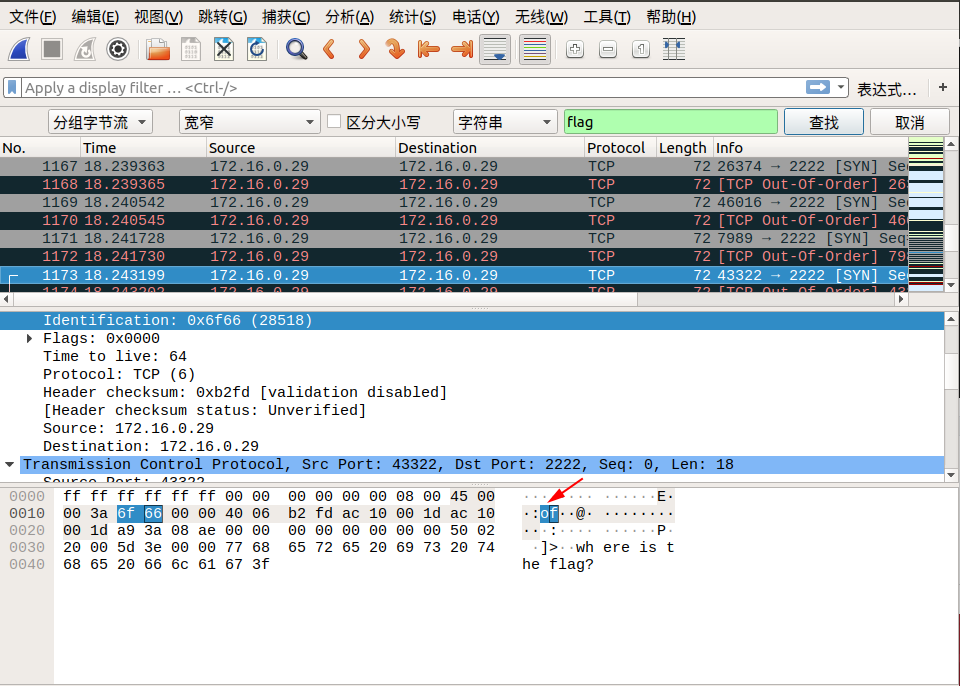 文件(F) 编辑(E) 视图(V) 跳转(G) 捕获(C) 分析(A) 统计(S) 电话(Y) 无线(W) 工具(T) 帮助(H)
Apply a display filter … <Ctrl-/> 表达式… +
分组字节流 宽窄 区分大小写 字符串 flag 查找 取消
No. Time Source Destination Protocol Length Info
1167 18.239363 172.16.0.29 172.16.0.29 TCP 72 26374 → 2222 [SYN] Se
1168 18.239365 172.16.0.29 172.16.0.29 TCP 72 [TCP Out-Of-Order] 26
1169 18.240542 172.16.0.29 172.16.0.29 TCP 72 46016 → 2222 [SYN] Se
1170 18.240545 172.16.0.29 172.16.0.29 TCP 72 [TCP Out-Of-Order] 46
1171 18.241728 172.16.0.29 172.16.0.29 TCP 72 7989 → 2222 [SYN] Seq
1172 18.241730 172.16.0.29 172.16.0.29 TCP 72 [TCP Out-Of-Order] 79
1173 18.243199 172.16.0.29 172.16.0.29 TCP 72 43322 → 2222 [SYN] Se
1174 18.243202 172.16.0.29 172.16.0.29 TCP 72 [TCP Out-Of-Order] 43
Identification: 0x6f66 (28518)
Flags: 0x0000
Time to live: 64
Protocol: TCP (6)
Header checksum: 0xb2fd [validation disabled]
[Header checksum status: Unverified]
Source: 172.16.0.29
Destination: 172.16.0.29
Transmission Control Protocol, Src Port: 43322, Dst Port: 2222, Seq: 0, Len: 18
Source Port: 43322
0000 ff ff ff ff ff ff 00 00 00 00 00 00 08 00 45 00 ········ ······E·
0010 00 3a 6f 66 00 00 40 06 b2 fd ac 10 00 1d ac 10 ·:of··@· ········
0020 00 1d a9 3a 08 ae 00 00 00 00 00 00 00 00 50 02 ···:···· ······P·
0030 20 00 5d 3e 00 00 77 68 65 72 65 20 69 73 20 74 ·]>··wh ere is t
0040 68 65 20 66 6c 61 67 3f he flag?